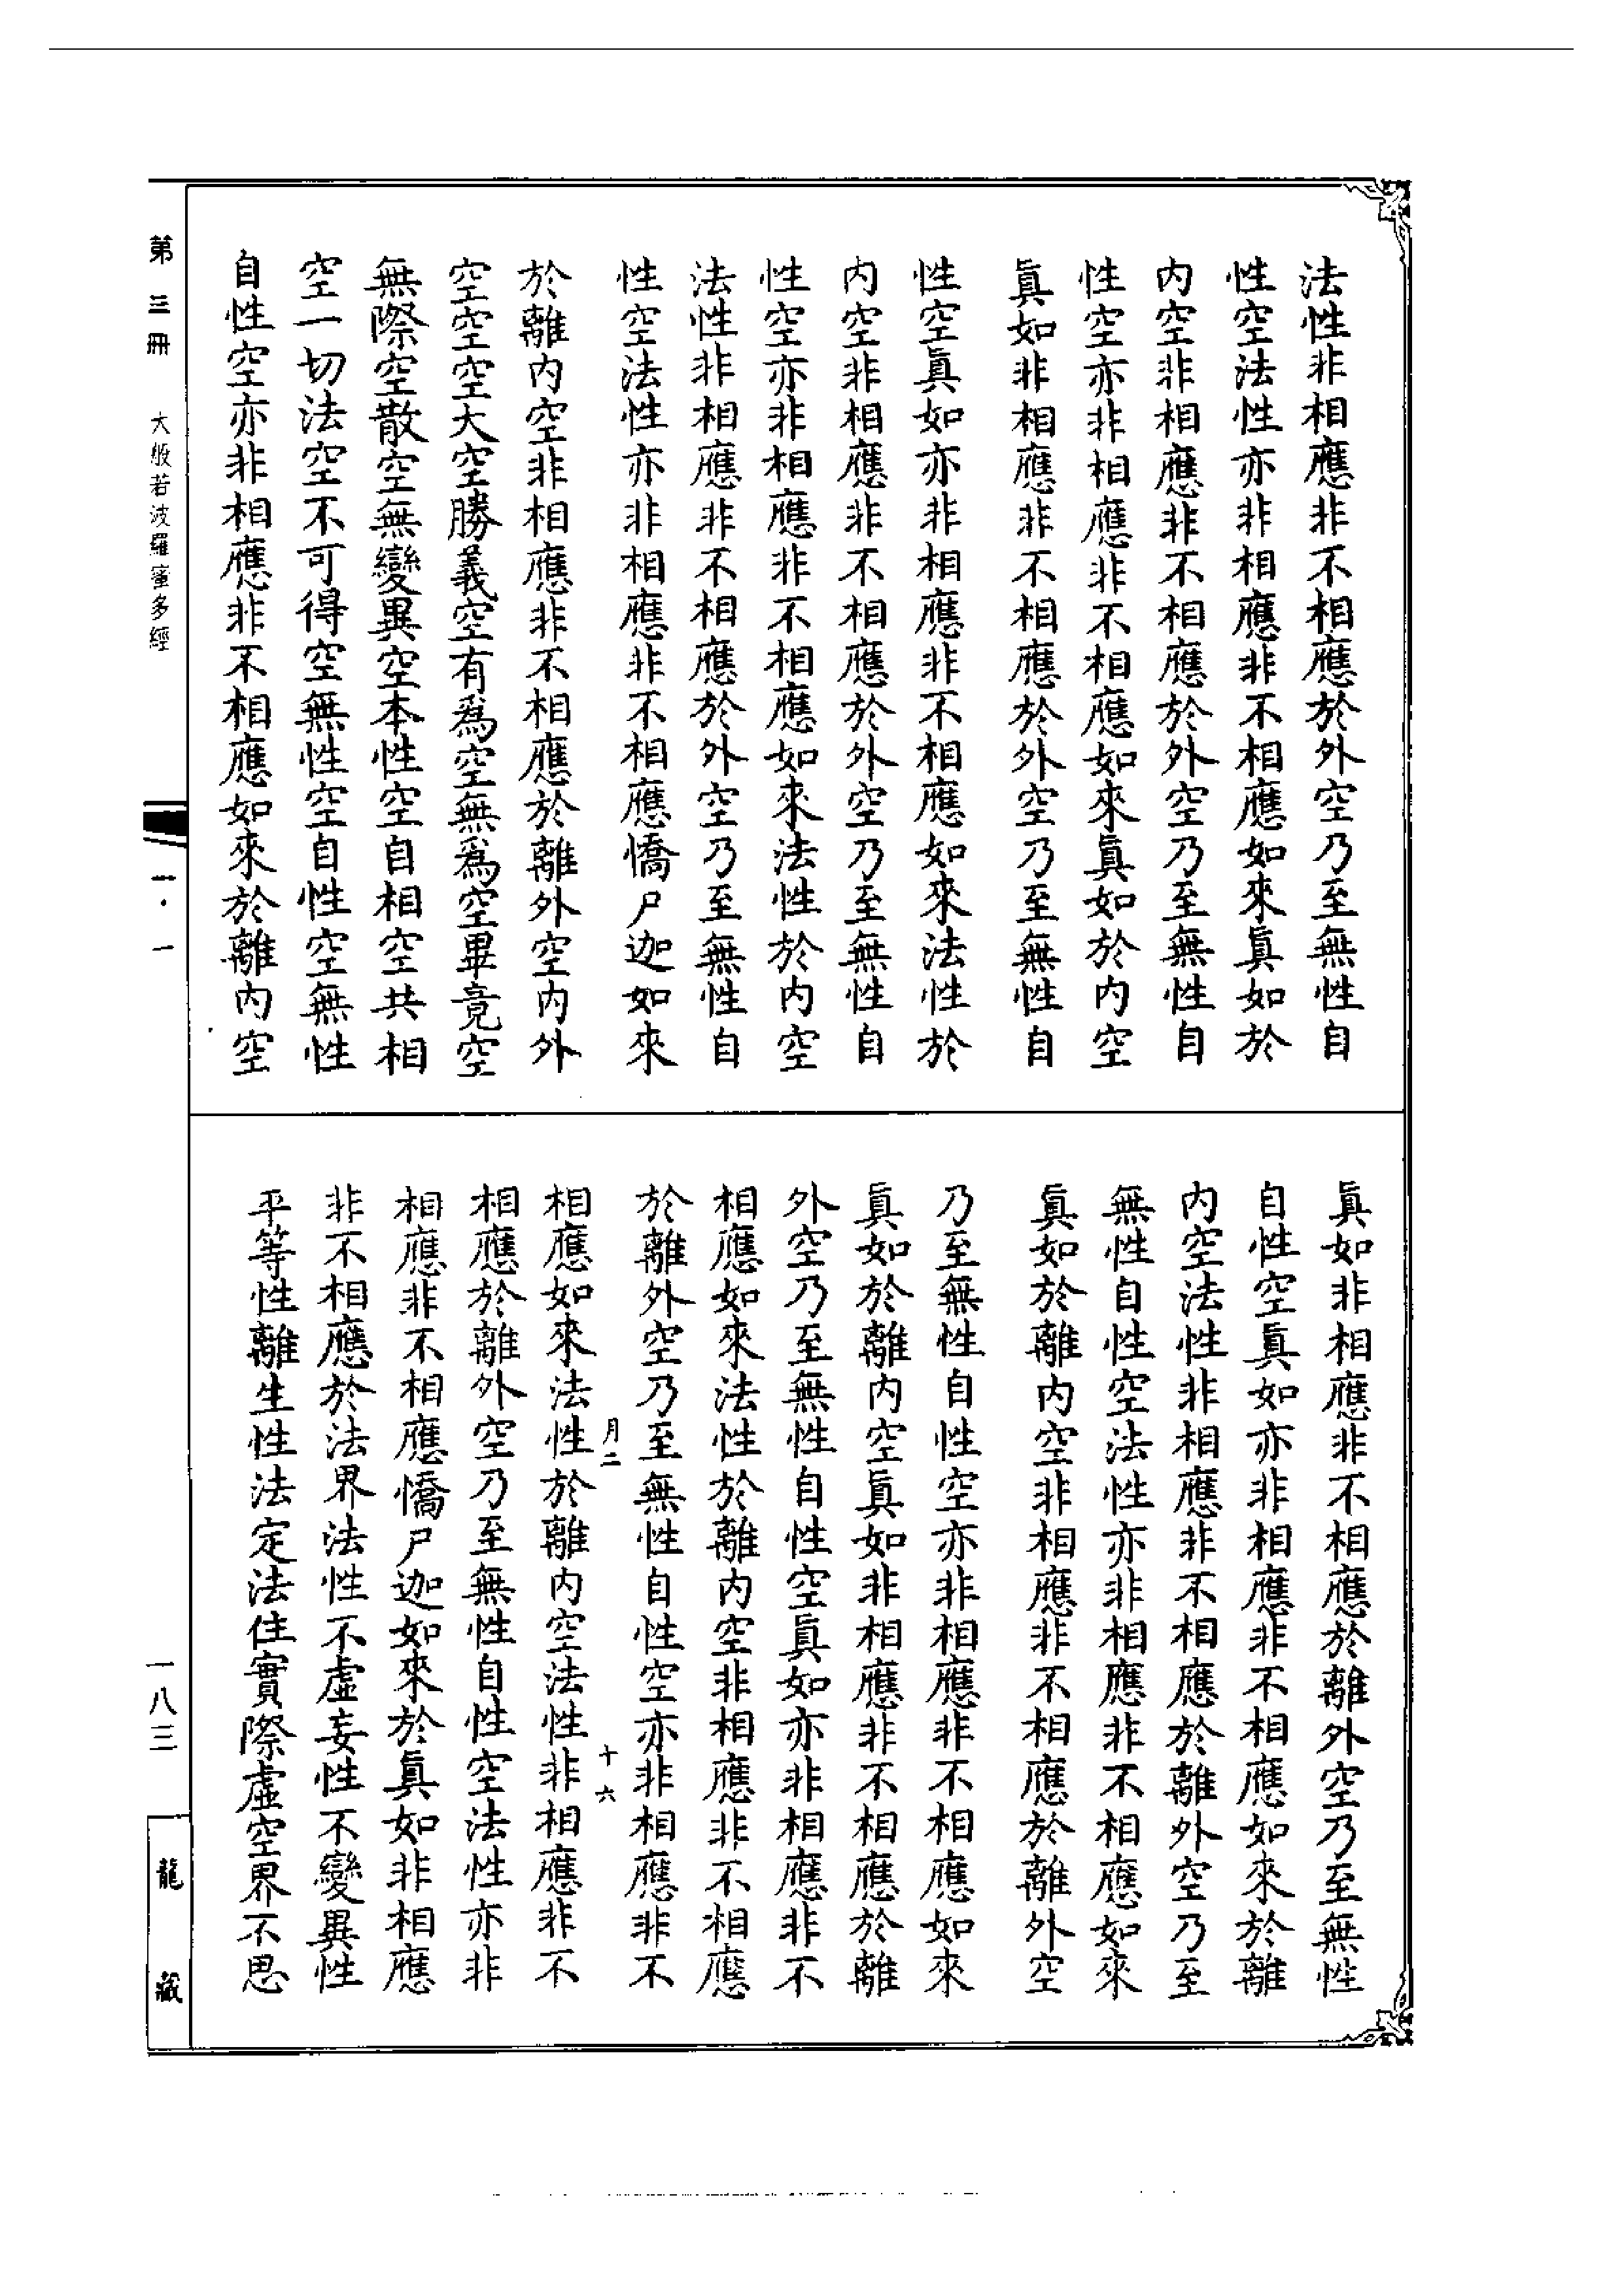 法性非相應非不相應於外空乃至無性自
性空法性亦非相應非不相應如來真如於
內空非相應非不相應於外空乃至無性自
性空亦非相應非不相應如來真如於內空
真如非相應非不相應於外空乃至無性自
性空真如亦非相應非不相應如來法性於
內空非相應非不相應於外空乃至無性自
性空亦非相應非不相應如來法性於內空
法性非相應非不相應於外空乃至無性自
性空法性亦非相應非不相應憍尸迦如來
於離內空非相應非不相應於離外空內外
空空空大空勝義空有為空無為空畢竟空
無際空散空無變異空本性空自相空共相
空一切法空不可得空無性空自性空無性
自性空亦非相應非不相應如來於離內空
真如非相應非不相應於離外空乃至無性
自性空真如亦非相應非不相應如來於離
內空法性非相應非不相應於離外空乃至
無性自性空法性亦非相應非不相應如來
真如於離內空非相應非不相應於離外空
乃至無性自性空亦非相應非不相應如來
真如於離內空真如非相應非不相應於離
外空乃至無性自性空真如亦非相應非不
相應如來法性於離內空非相應非不相應
於離外空乃至無性自性空亦非相應非不
月二 十六
相應如來法性於離內空法性非相應非不
相應於離外空乃至無性自性空法性亦非
相應非不相應憍尸迦如來於真如非相應
非不相應於法界法性不虛妄性不變異性
平等性離生性法定法住實際虛空界不思
第三冊 大般若波羅蜜多經
一·一
一八三
龍藏